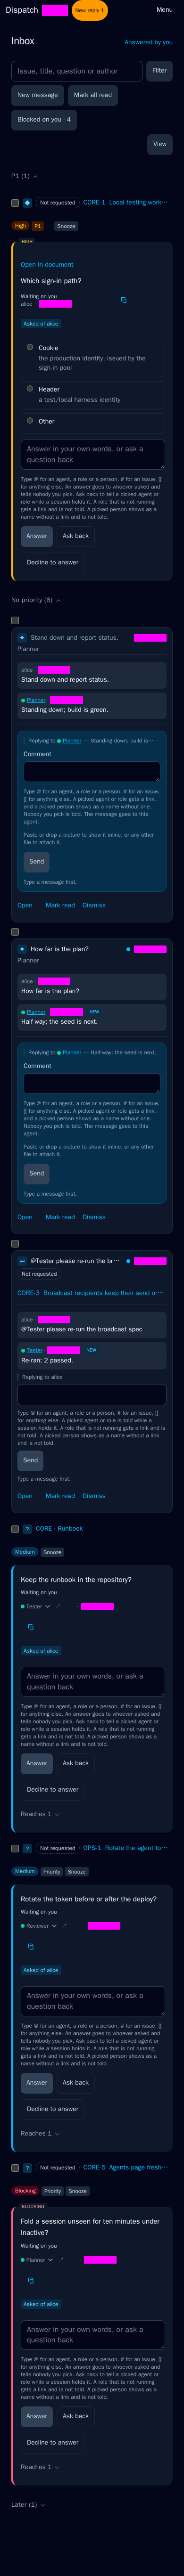 Dispatch New reply 1 Menu
Inbox Answered by you
Issue, title, question or author Filter
New message Mark all read
Blocked on you · 4
View
P1 (1)
Not requested CORE-1 Local testing work…
High P1 Snooze
HIGH
Open in document
Which sign-in path?
Waiting on you
alice
Asked of alice
Cookie
the production identity, issued by the
sign-in pool
Header
a test/local harness identity
Other
Answer in your own words, or ask a
question back
Type @ for an agent, a role or a person, # for an issue, [[
for anything else. An answer goes to whoever asked and
tells nobody you pick. Ask back to tell a picked agent or
role while a session holds it. A role that is not running
gets a link and is not told. A picked person shows as a
name without a link and is not told.
Answer Ask back
Decline to answer
No priority (6)
Stand down and report status.
Planner
alice
Stand down and report status.
Planner
Standing down; build is green.
Replying to Planner — Standing down; build is…
Comment
Type @ for an agent, a role or a person, # for an issue,
[[ for anything else. A picked agent or role gets a link,
and a picked person shows as a name without one.
Nobody you pick is told. The message goes to this
agent.
Paste or drop a picture to show it inline, or any other
file to attach it.
Send
Type a message first.
Open Mark read Dismiss
How far is the plan?
Planner
alice
How far is the plan?
Planner NEW
Half-way; the seed is next.
Replying to Planner — Half-way; the seed is next.
Comment
Type @ for an agent, a role or a person, # for an issue,
[[ for anything else. A picked agent or role gets a link,
and a picked person shows as a name without one.
Nobody you pick is told. The message goes to this
agent.
Paste or drop a picture to show it inline, or any other
file to attach it.
Send
Type a message first.
Open Mark read Dismiss
@Tester please re-run the br…
Not requested
CORE-3 Broadcast recipients keep their send or…
alice
@Tester please re-run the broadcast spec
Tester NEW
Re-ran: 2 passed.
Replying to alice
Type @ for an agent, a role or a person, # for an issue, [[
for anything else. A picked agent or role is told while a
session holds it. A role that is not running gets a link and
is not told. A picked person shows as a name without a link
and is not told.
Send
Type a message first.
Open Mark read Dismiss
? CORE · Runbook
Medium Snooze
Keep the runbook in the repository?
Waiting on you
Tester
Asked of alice
Answer in your own words, or ask a
question back
Type @ for an agent, a role or a person, # for an issue, [[
for anything else. An answer goes to whoever asked and
tells nobody you pick. Ask back to tell a picked agent or
role while a session holds it. A role that is not running
gets a link and is not told. A picked person shows as a
name without a link and is not told.
Answer Ask back
Decline to answer
Reaches 1
? Not requested OPS-1 Rotate the agent to…
Medium Priority Snooze
Rotate the token before or after the deploy?
Waiting on you
Reviewer
Asked of alice
Answer in your own words, or ask a
question back
Type @ for an agent, a role or a person, # for an issue, [[
for anything else. An answer goes to whoever asked and
tells nobody you pick. Ask back to tell a picked agent or
role while a session holds it. A role that is not running
gets a link and is not told. A picked person shows as a
name without a link and is not told.
Answer Ask back
Decline to answer
Reaches 1
? Not requested CORE-5 Agents page fresh…
Blocking Priority Snooze
BLOCKING
Fold a session unseen for ten minutes under
Inactive?
Waiting on you
Planner
Asked of alice
Answer in your own words, or ask a
question back
Type @ for an agent, a role or a person, # for an issue, [[
for anything else. An answer goes to whoever asked and
tells nobody you pick. Ask back to tell a picked agent or
role while a session holds it. A role that is not running
gets a link and is not told. A picked person shows as a
name without a link and is not told.
Answer Ask back
Decline to answer
Reaches 1
Later (1)